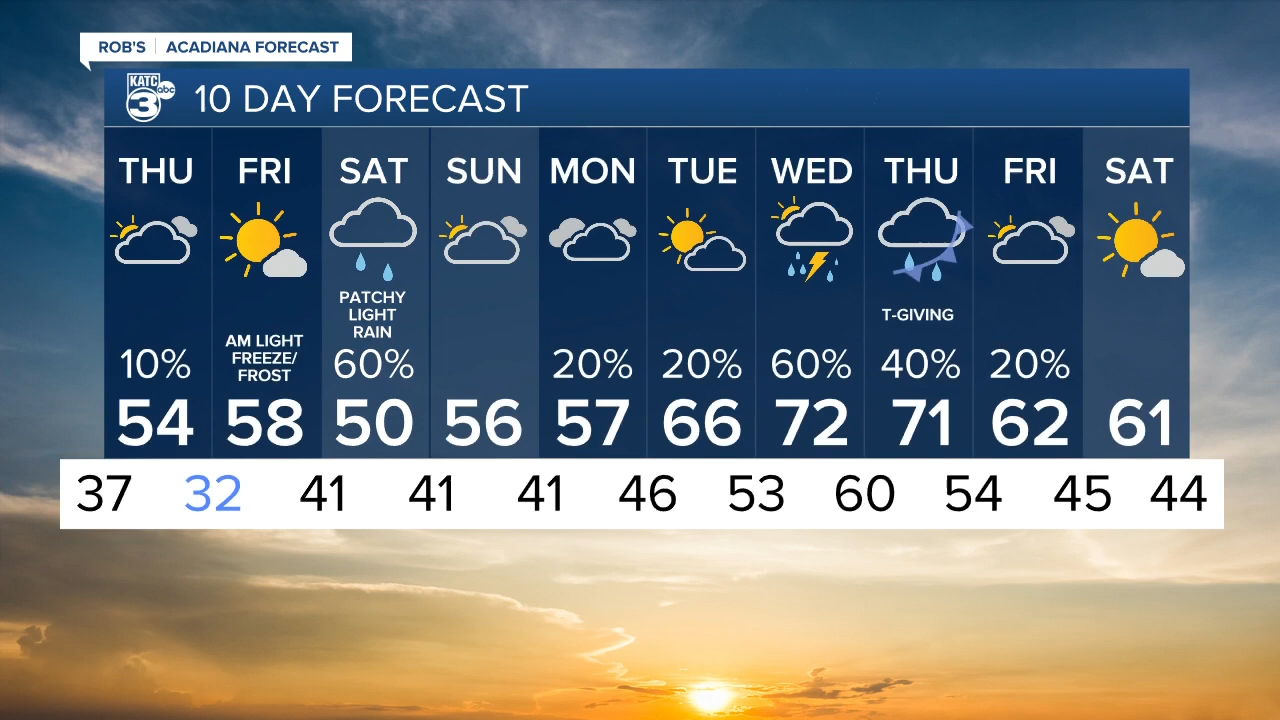 ROB'S | ACADIANA FORECAST
KATC
abc
3
10 DAY FORECAST
THU FRI SAT SUN MON TUE WED THU FRI SAT
PATCHY
LIGHT
RAIN
T-GIVING
AM LIGHT
FREEZE/
FROST
10% 60% 20% 20% 60% 40% 20%
54 58 50 56 57 66 72 71 62 61
37 32 41 41 41 46 53 60 54 45 44